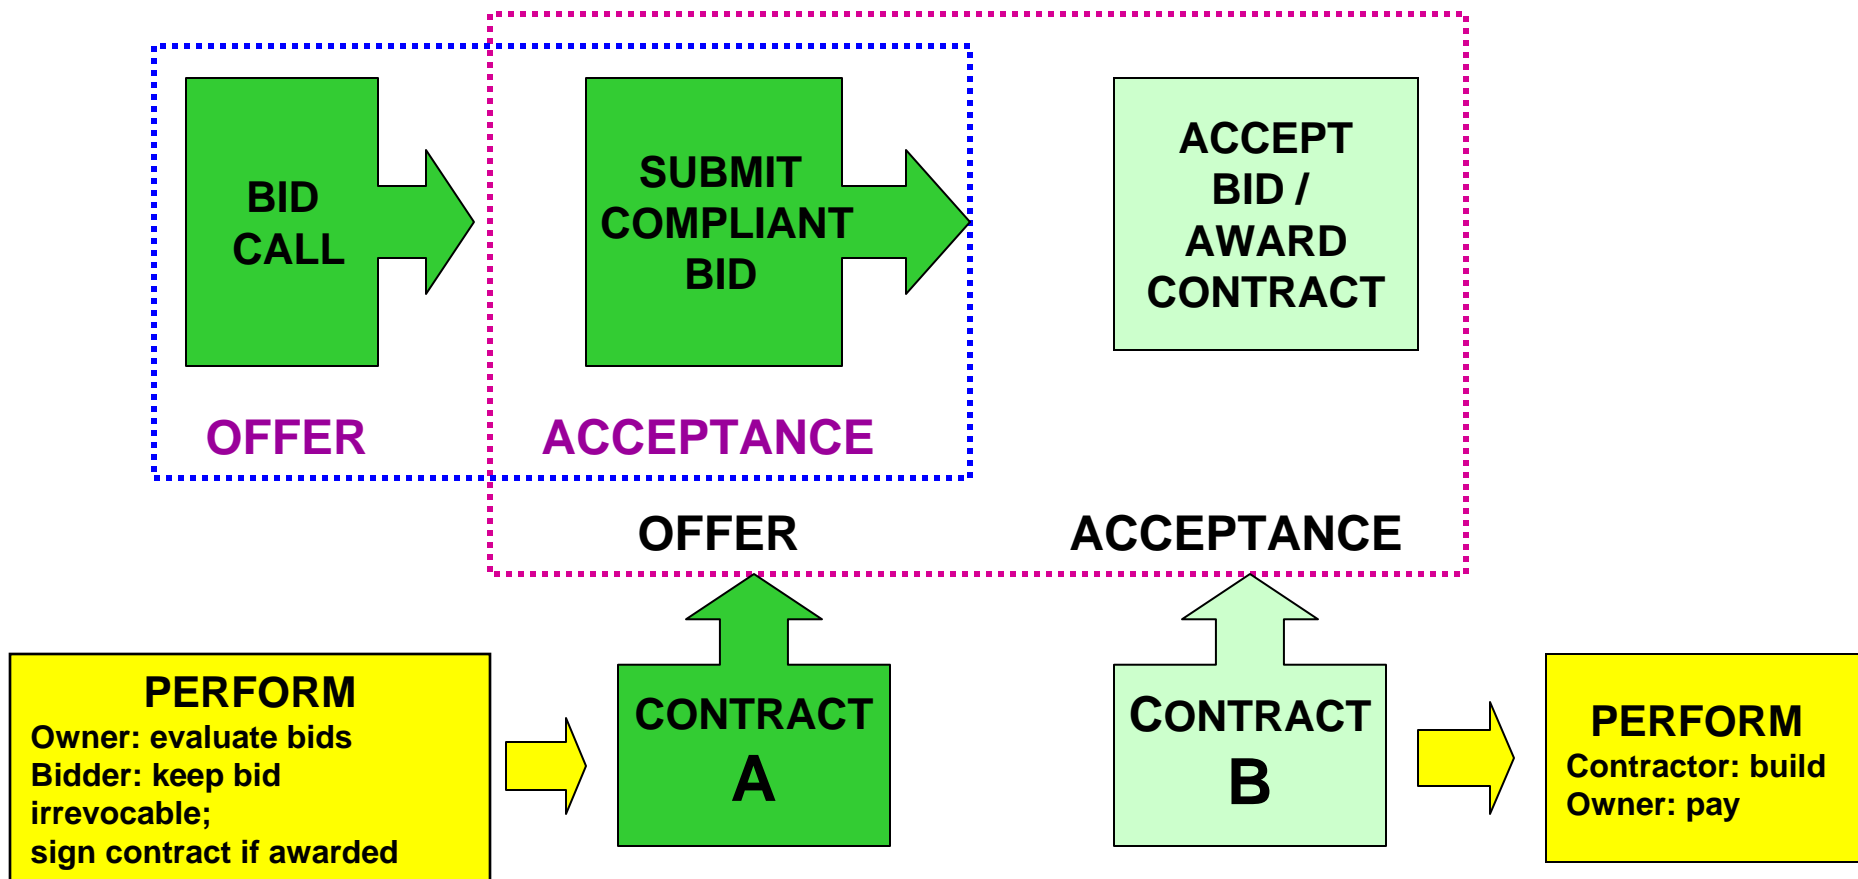 BID
CALL
SUBMIT
COMPLIANT
BID
ACCEPT
BID /
AWARD
CONTRACT
OFFER
ACCEPTANCE
OFFER
ACCEPTANCE
PERFORM
Owner: evaluate bids
Bidder: keep bid
irrevocable;
sign contract if awarded
CONTRACT
A
CONTRACT
B
PERFORM
Contractor: build
Owner: pay